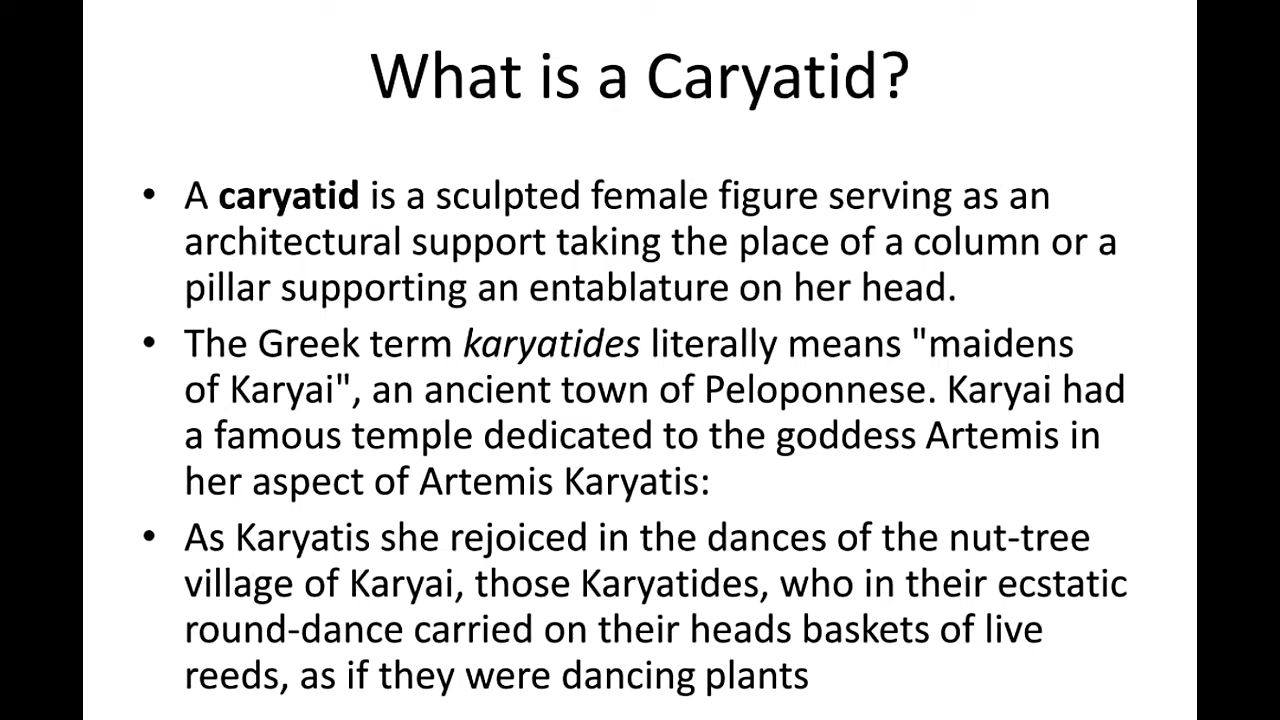 What is a Caryatid?
• A caryatid is a sculpted female figure serving as an
architectural support taking the place of a column or a
pillar supporting an entablature on her head.
• The Greek term karyatides literally means "maidens
of Karyai", an ancient town of Peloponnese. Karyai had
a famous temple dedicated to the goddess Artemis in
her aspect of Artemis Karyatis:
• As Karyatis she rejoiced in the dances of the nut-tree
village of Karyai, those Karyatides, who in their ecstatic
round-dance carried on their heads baskets of live
reeds, as if they were dancing plants